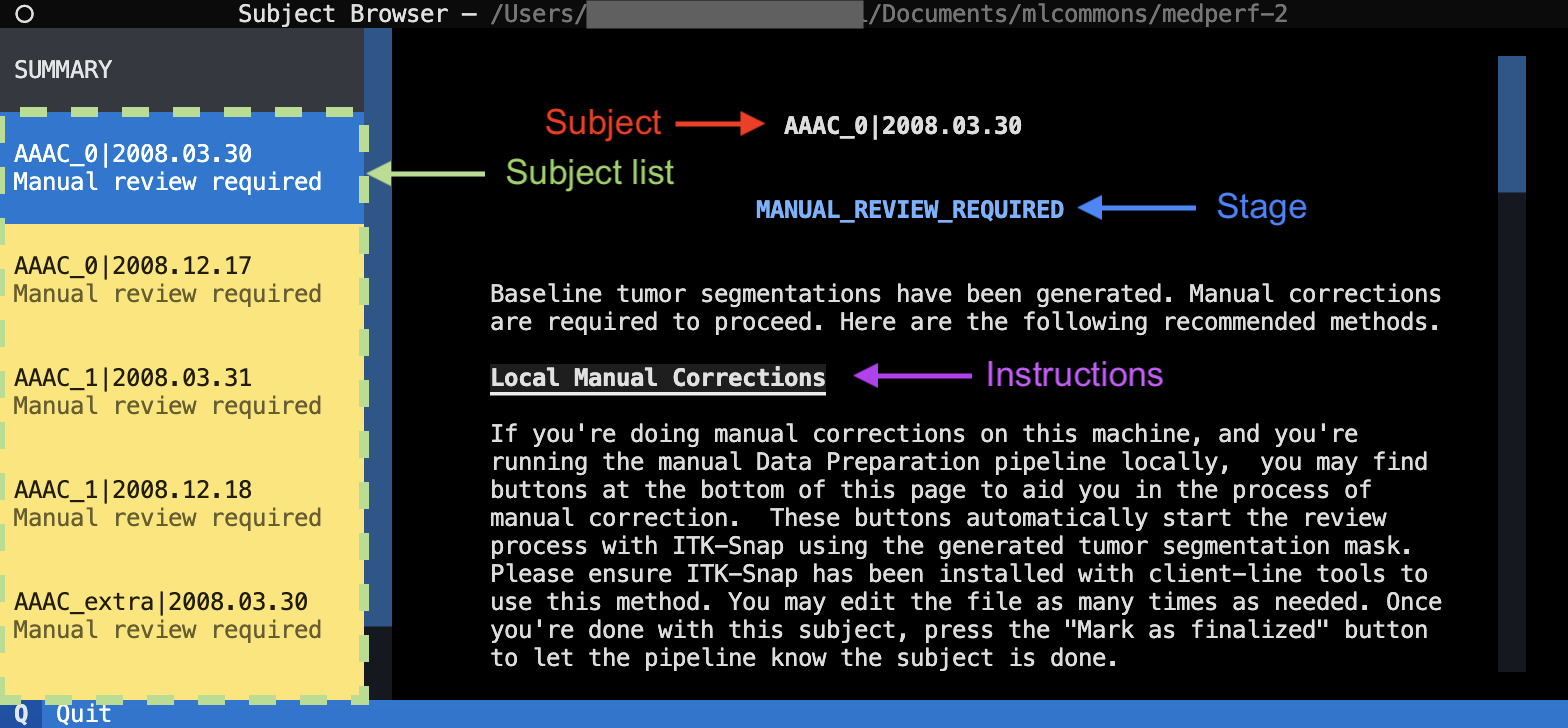 Subject Browser — /Users/ /Documents/mlcommons/medperf-2
SUMMARY
AAAC_0|2008.03.30
Manual review required
AAAC_0|2008.12.17
Manual review required
AAAC_1|2008.03.31
Manual review required
AAAC_1|2008.12.18
Manual review required
AAAC_extra|2008.03.30
Manual review required
Subject
AAAC_0|2008.03.30
Subject list
MANUAL_REVIEW_REQUIRED
Stage
Baseline tumor segmentations have been generated. Manual corrections
are required to proceed. Here are the following recommended methods.
Local Manual Corrections
Instructions
If you're doing manual corrections on this machine, and you're
running the manual Data Preparation pipeline locally,  you may find
buttons at the bottom of this page to aid you in the process of
manual correction.  These buttons automatically start the review
process with ITK-Snap using the generated tumor segmentation mask.
Please ensure ITK-Snap has been installed with client-line tools to
use this method. You may edit the file as many times as needed. Once
you're done with this subject, press the "Mark as finalized" button
to let the pipeline know the subject is done.
Q Quit